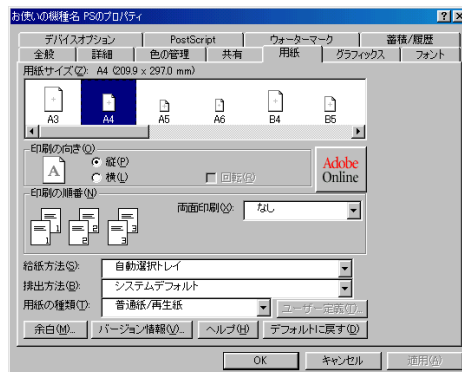 お使いの機種名 PSのプロパティ
デバイスオプション PostScript ウォーターマーク 蓄積/履歴
全般 詳細 色の管理 共有 用紙 グラフィックス フォント
用紙サイズ(Z): A4 (209.9 x 297.0 mm)
A3 A4 A5 A6 B4 B5
印刷の向き(O)
A 縦(P)
横(L) 回転(R)
Adobe
Online
印刷の順番(N)
両面印刷(X): なし
1 2 3
1 2 3
給紙方法(S): 自動選択トレイ
排出方法(B): システムデフォルト
用紙の種類(T): 普通紙/再生紙 ユーザー定義(T)...
余白(M)... バージョン情報(V)... ヘルプ(H) デフォルトに戻す(D)
OK キャンセル 適用(A)